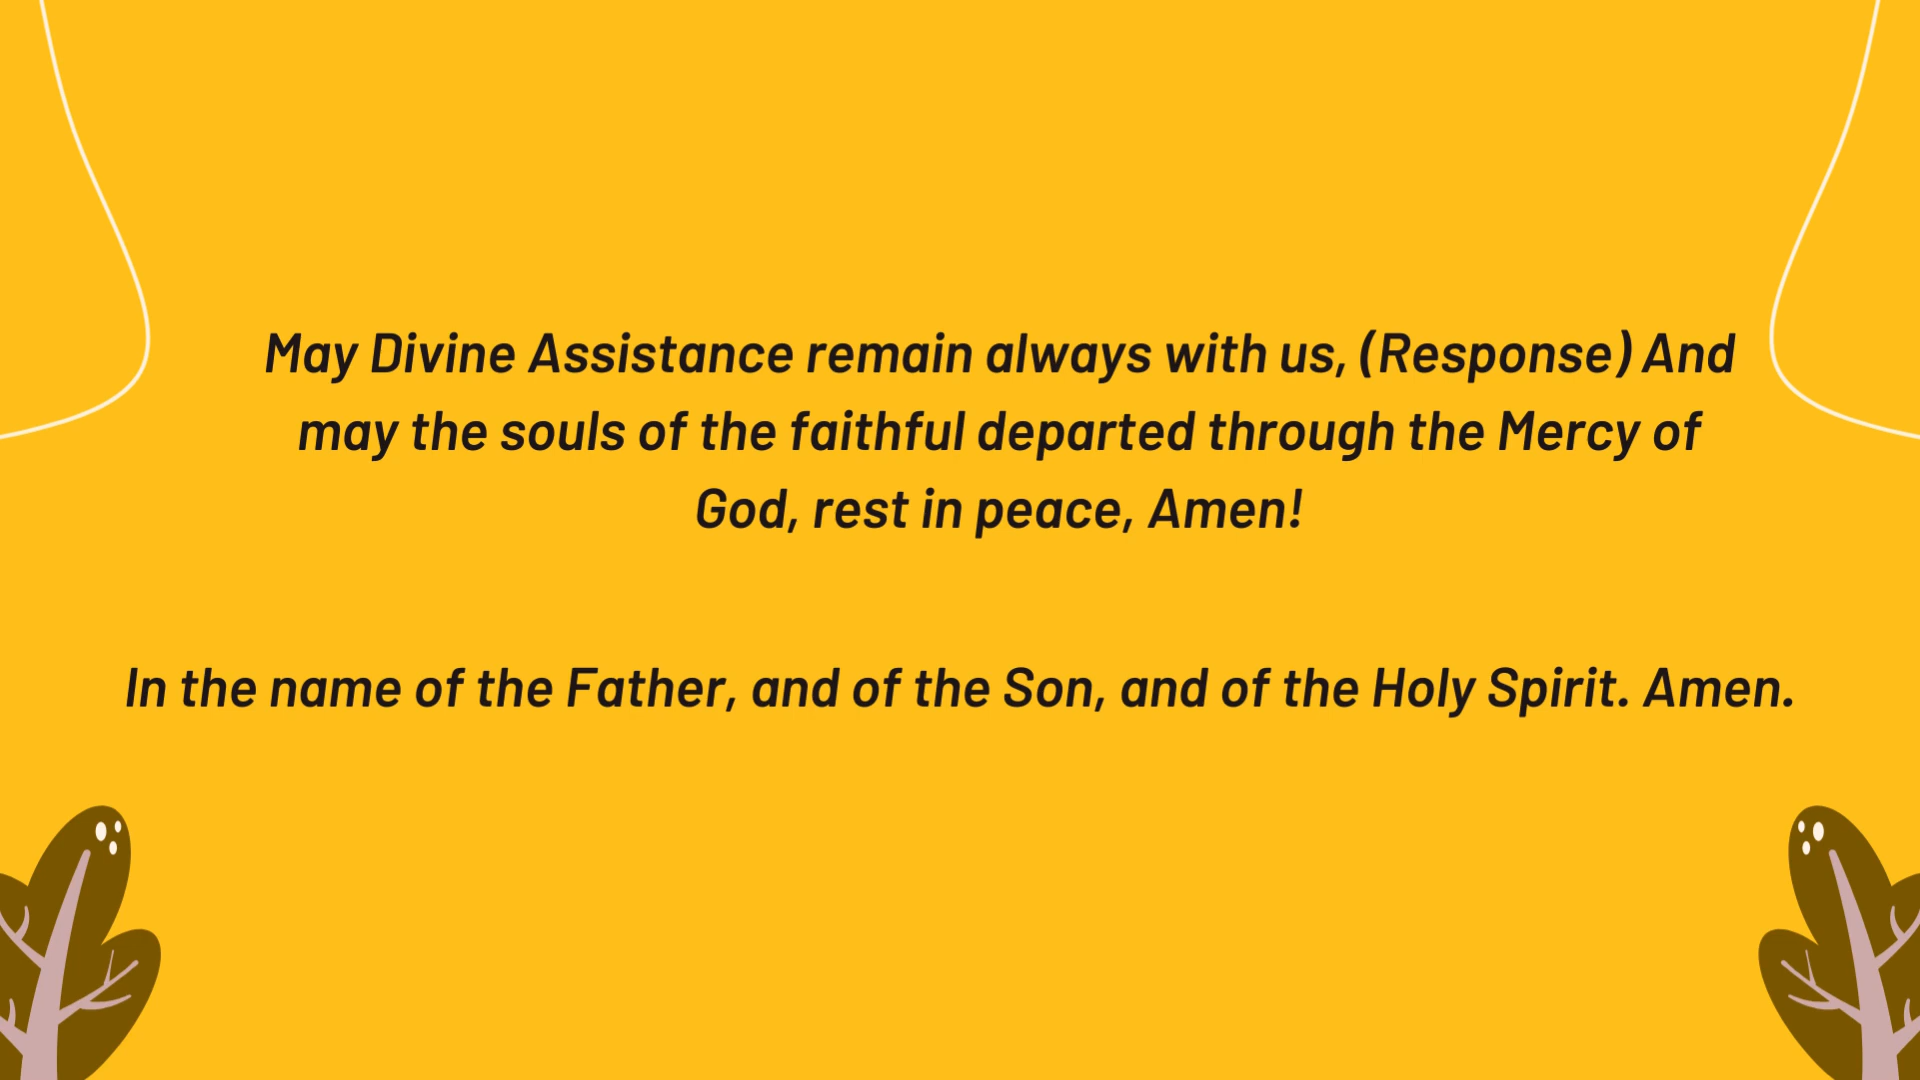 May Divine Assistance remain always with us, (Response) And
may the souls of the faithful departed through the Mercy of
God, rest in peace, Amen!
In the name of the Father, and of the Son, and of the Holy Spirit. Amen.